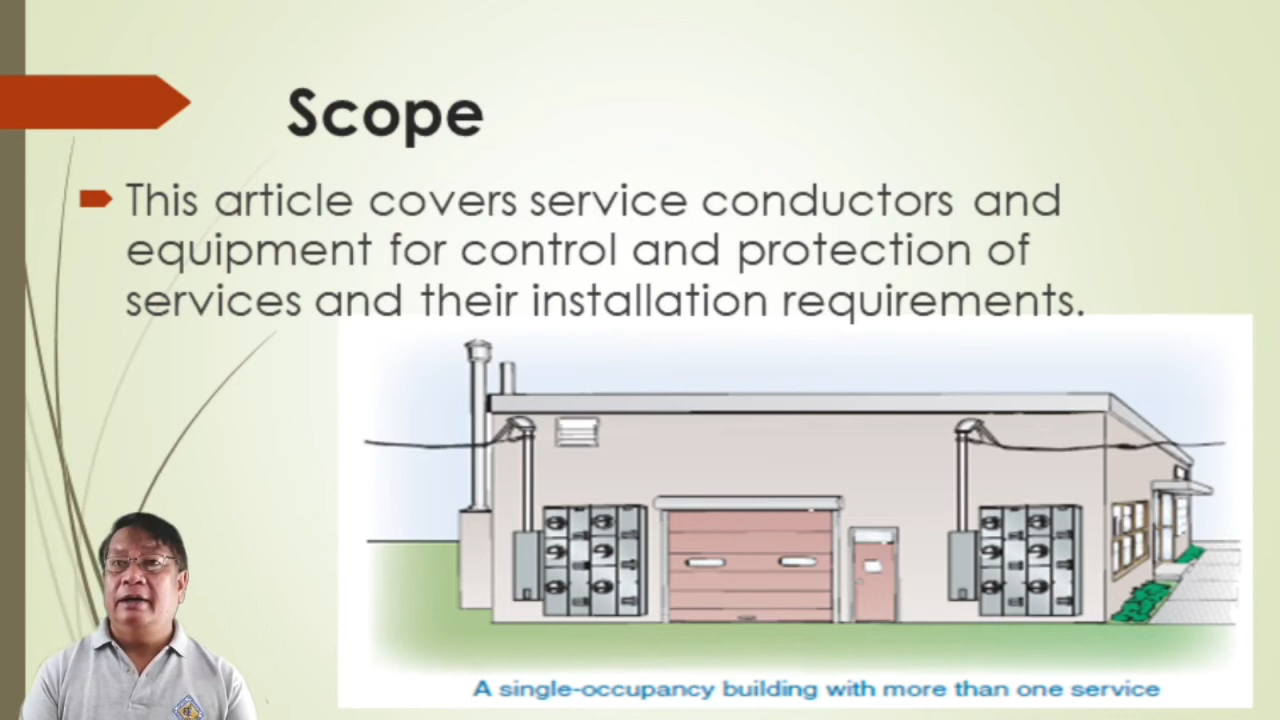 Scope
This article covers service conductors and
equipment for control and protection of
services and their installation requirements.
A single-occupancy building with more than one service